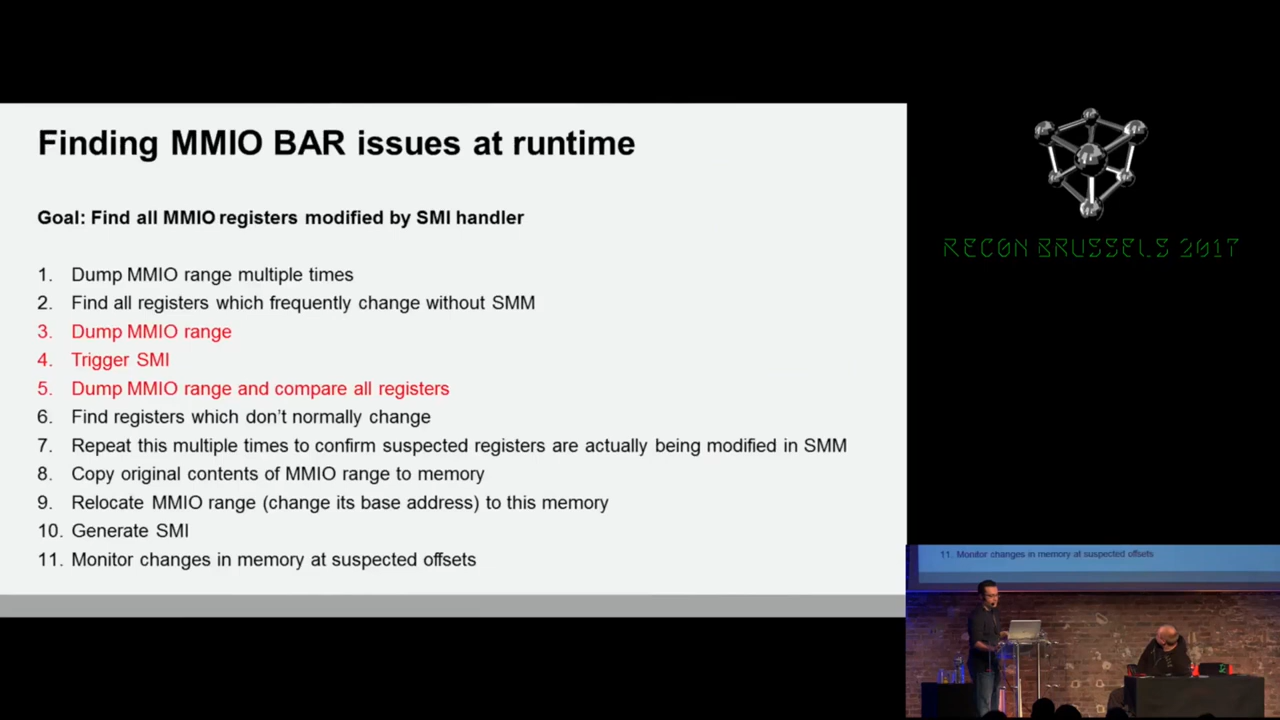 Finding MMIO BAR issues at runtime
Goal: Find all MMIO registers modified by SMI handler
1. Dump MMIO range multiple times
2. Find all registers which frequently change without SMM
3. Dump MMIO range
4. Trigger SMI
5. Dump MMIO range and compare all registers
6. Find registers which don't normally change
7. Repeat this multiple times to confirm suspected registers are actually being modified in SMM
8. Copy original contents of MMIO range to memory
9. Relocate MMIO range (change its base address) to this memory
10. Generate SMI
11. Monitor changes in memory at suspected offsets
RECON BRUSSELS 2017
11. Monitor changes in memory at suspected offsets